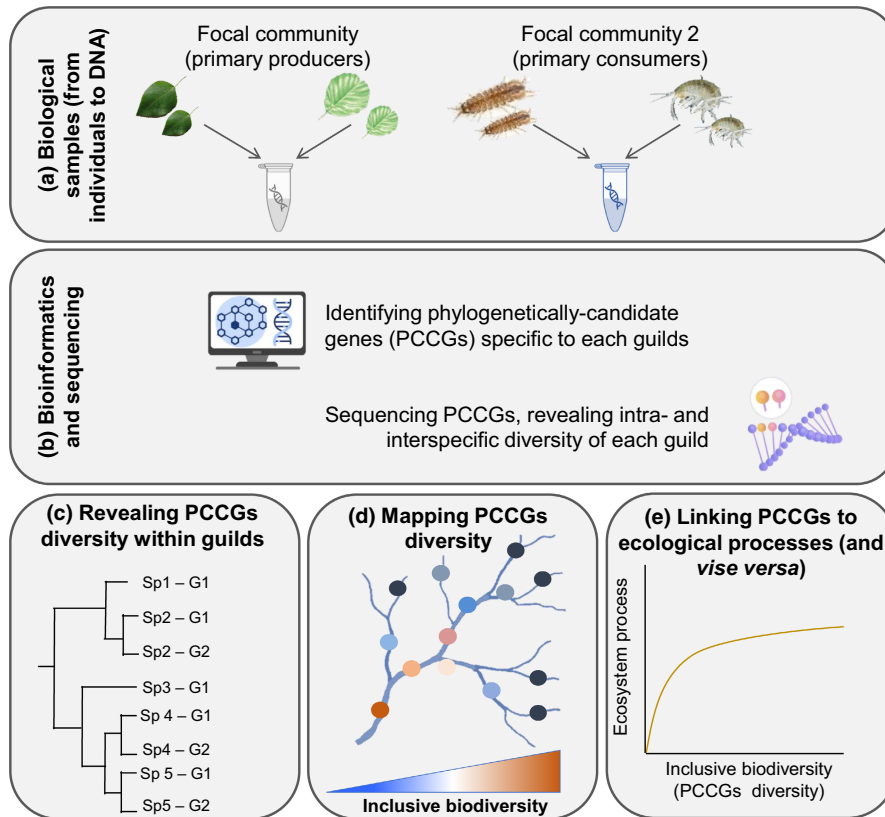 (a) Biological
samples (from
individuals to DNA)
Focal community
(primary producers)
Focal community 2
(primary consumers)
(b) Bioinformatics
and sequencing
Identifying phylogenetically-candidate
genes (PCCGs) specific to each guilds
Sequencing PCCGs, revealing intra- and
interspecific diversity of each guild
(c) Revealing PCCGs
diversity within guilds
Sp1 – G1
Sp2 – G1
Sp2 – G2
Sp3 – G1
Sp 4 – G1
Sp4 – G2
Sp 5 – G1
Sp5 – G2
(d) Mapping PCCGs
diversity
Inclusive biodiversity
(e) Linking PCCGs to
ecological processes (and
vise versa)
Ecosystem process
Inclusive biodiversity
(PCCGs diversity)